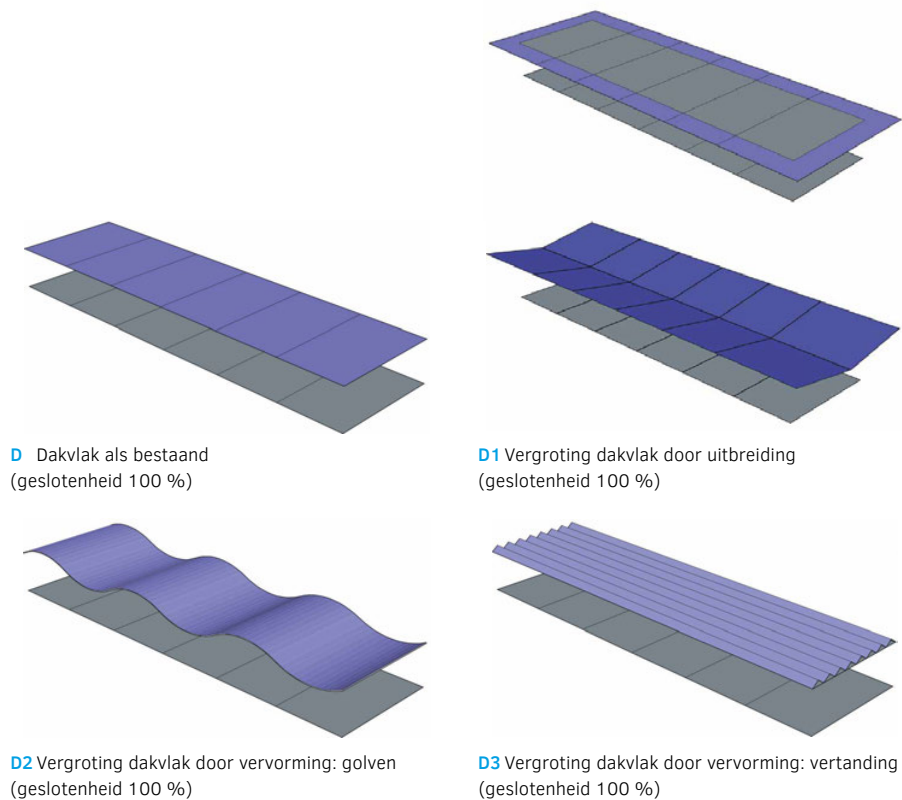 D Dakvlak als bestaand
(geslotenheid 100 %)
D1 Vergroting dakvlak door uitbreiding
(geslotenheid 100 %)
D2 Vergroting dakvlak door vervorming: golven
(geslotenheid 100 %)
D3 Vergroting dakvlak door vervorming: vertanding
(geslotenheid 100 %)